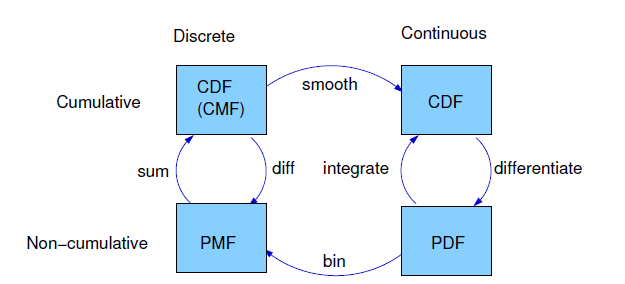 Discrete
Continuous
Cumulative
CDF
(CMF)
smooth
CDF
sum
diff
integrate
differentiate
Non−cumulative
PMF
PDF
bin